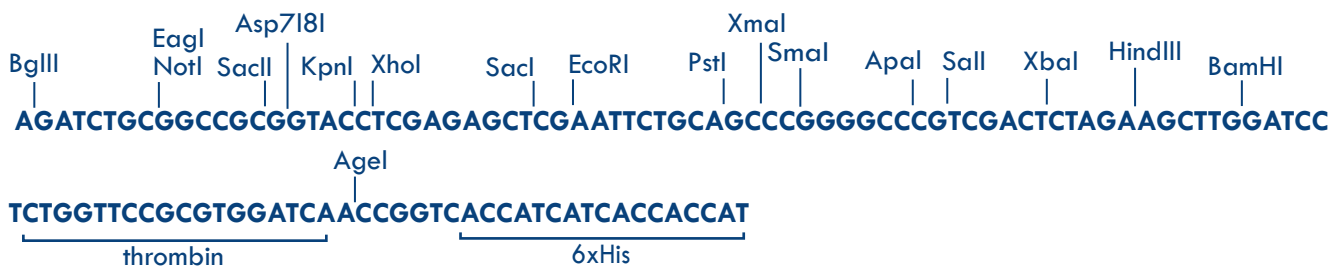 Asp718I XmaI
EagI SmaI HindIII
BglII NotI SacII KpnI XhoI SacI EcoRI PstI ApaI SalI XbaI BamHI
AGATCTGCGGCCGCGGTACCTCGAGAGCTCGAATTCTGCAGCCCGGGGCCCGTCGACTCTAGAAGCTTGGATCC
AgeI
TCTGGTTCCGCGTGGATCAACCGGTCACCATCATCACCACCAT
thrombin 6xHis